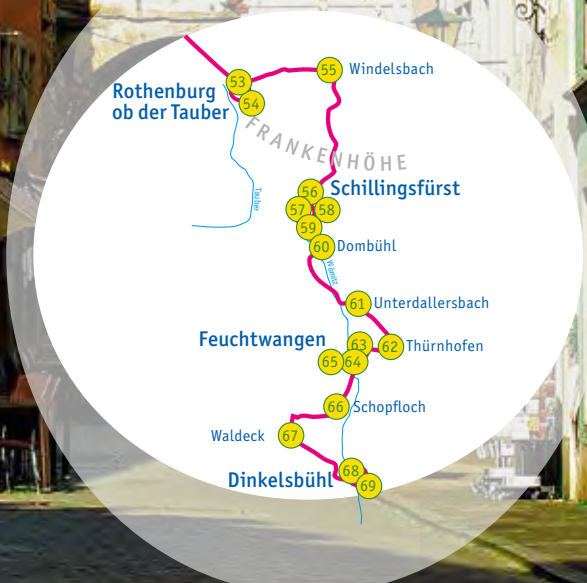 53
55
Windelsbach
Rothenburg
ob der Tauber
54
FRANKENHÖHE
Tauber
56
Schillingsfürst
57
58
59
60
Dombühl
Wörnitz
61
Unterdallersbach
Feuchtwangen
63
62
Thürnhofen
65
64
66
Schopfloch
Waldeck
67
68
Dinkelsbühl
69